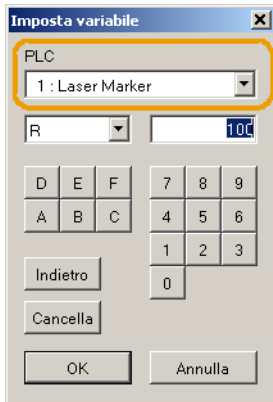 Imposta variabile
PLC
1 : Laser Marker
R 100
D E F 7 8 9
A B C 4 5 6
1 2 3
Indietro 0
Cancella
OK Annulla